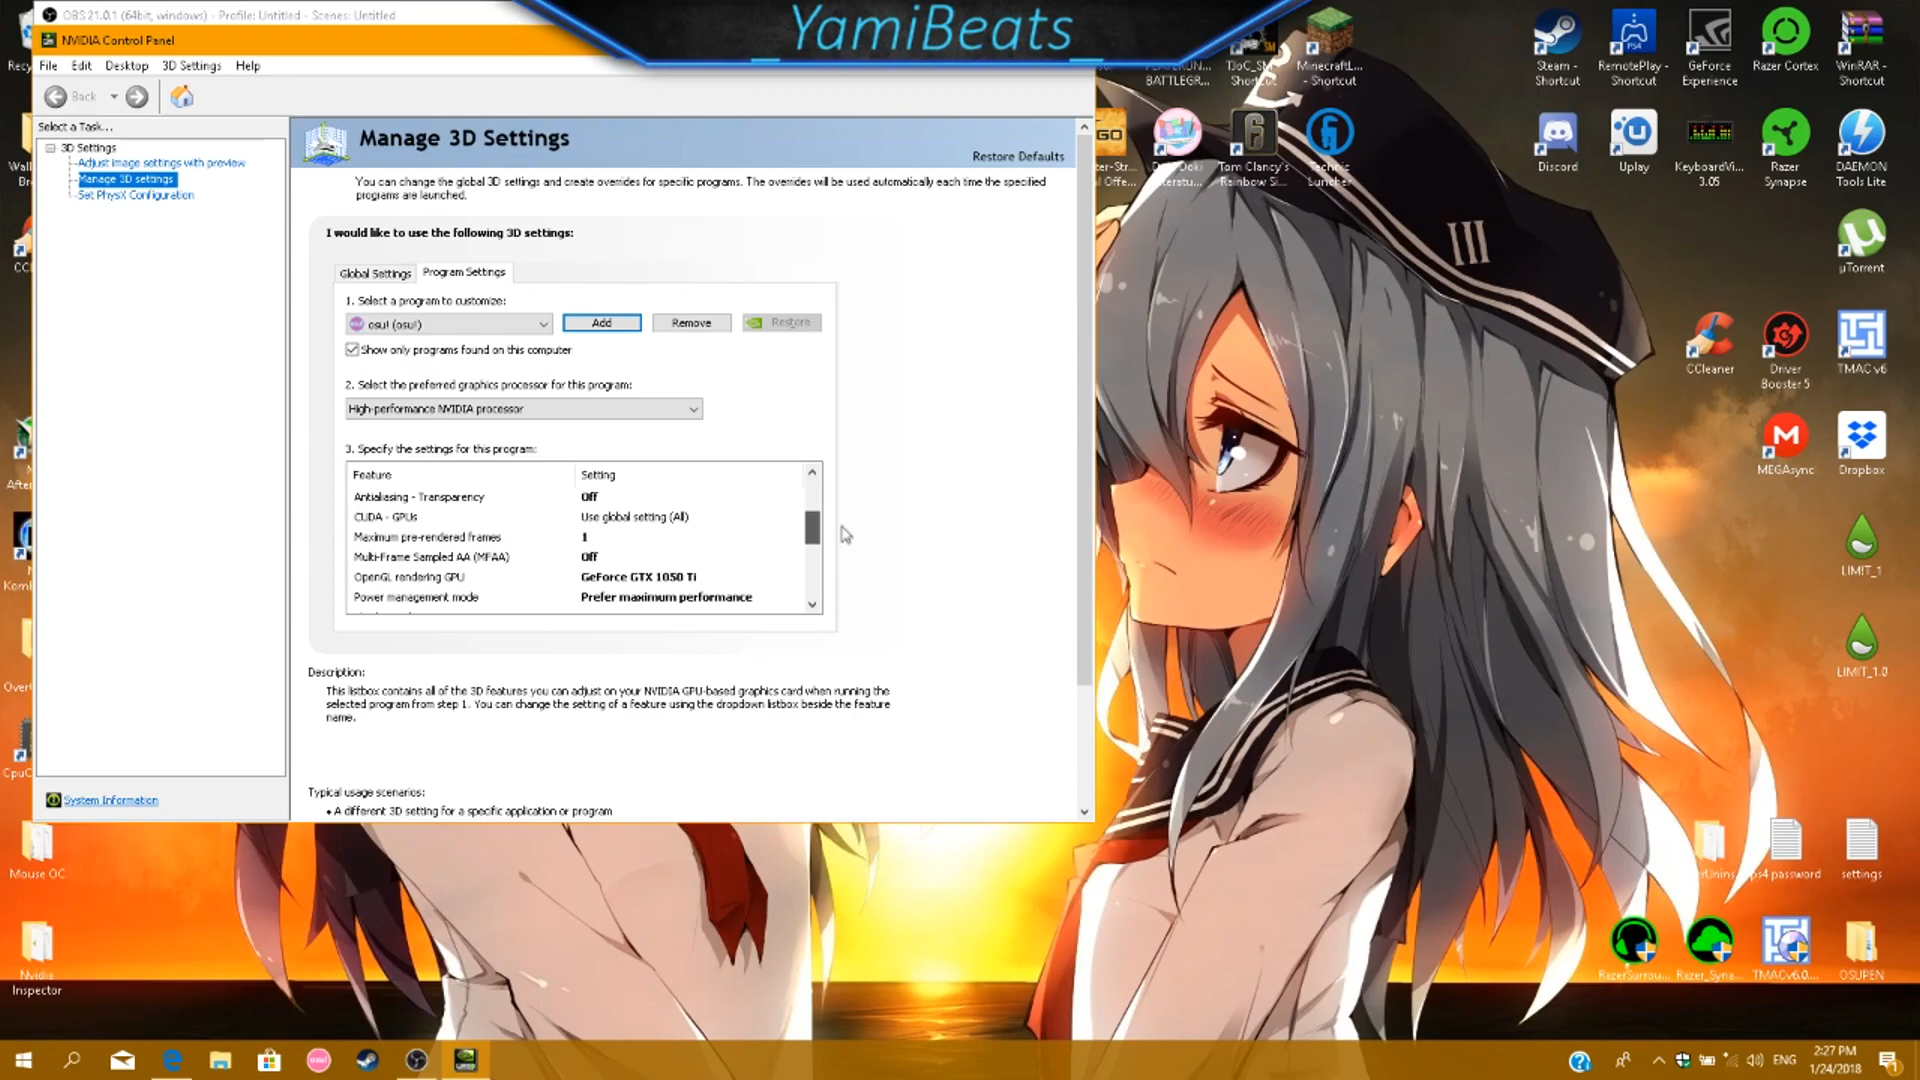 OBS 21.0.1 (64bit, windows) - Profile: Untitled - Scenes: Untitled
YamiBeats
NVIDIA Control Panel
File Edit Desktop 3D Settings Help
Back
Select a Task...
3D Settings
Adjust image settings with preview
Manage 3D settings
Set PhysX Configuration
System Information
Manage 3D Settings
Restore Defaults
You can change the global 3D settings and create overrides for specific programs. The overrides will be used automatically each time the specified
programs are launched.
I would like to use the following 3D settings:
Global Settings Program Settings
1. Select a program to customize:
osu! (osu!) Add Remove Restore
Show only programs found on this computer
2. Select the preferred graphics processor for this program:
High-performance NVIDIA processor
3. Specify the settings for this program:
Feature Setting
Antialiasing - Transparency Off
CUDA - GPUs Use global setting (All)
Maximum pre-rendered frames 1
Multi-Frame Sampled AA (MFAA) Off
OpenGL rendering GPU GeForce GTX 1050 Ti
Power management mode Prefer maximum performance
Description:
This listbox contains all of the 3D features you can adjust on your NVIDIA GPU-based graphics card when running the
selected program from step 1. You can change the setting of a feature using the dropdown listbox beside the feature
name.
Typical usage scenarios:
• A different 3D setting for a specific application or program
BATTLEGR...
MinecraftL...
- Shortcut
Steam -
Shortcut
RemotePlay -
Shortcut
GeForce
Experience
Razer Cortex
WinRAR -
Shortcut
Tom Clancy's
Rainbow Si...
Technic
Luncher
Discord
Uplay
KeyboardVi...
3.05
Razer
Synapse
DAEMON
Tools Lite
µTorrent
CCleaner
Driver
Booster 5
TMAC v6
MEGAsync
Dropbox
LIMIT_1
LIMIT_1.0
III
ps4 password
settings
RazerSurrou...
Razer_Syna...
TMACv6.0....
OSUPEN
Mouse OC
Nvidia
Inspector
ENG
2:27 PM
1/24/2018